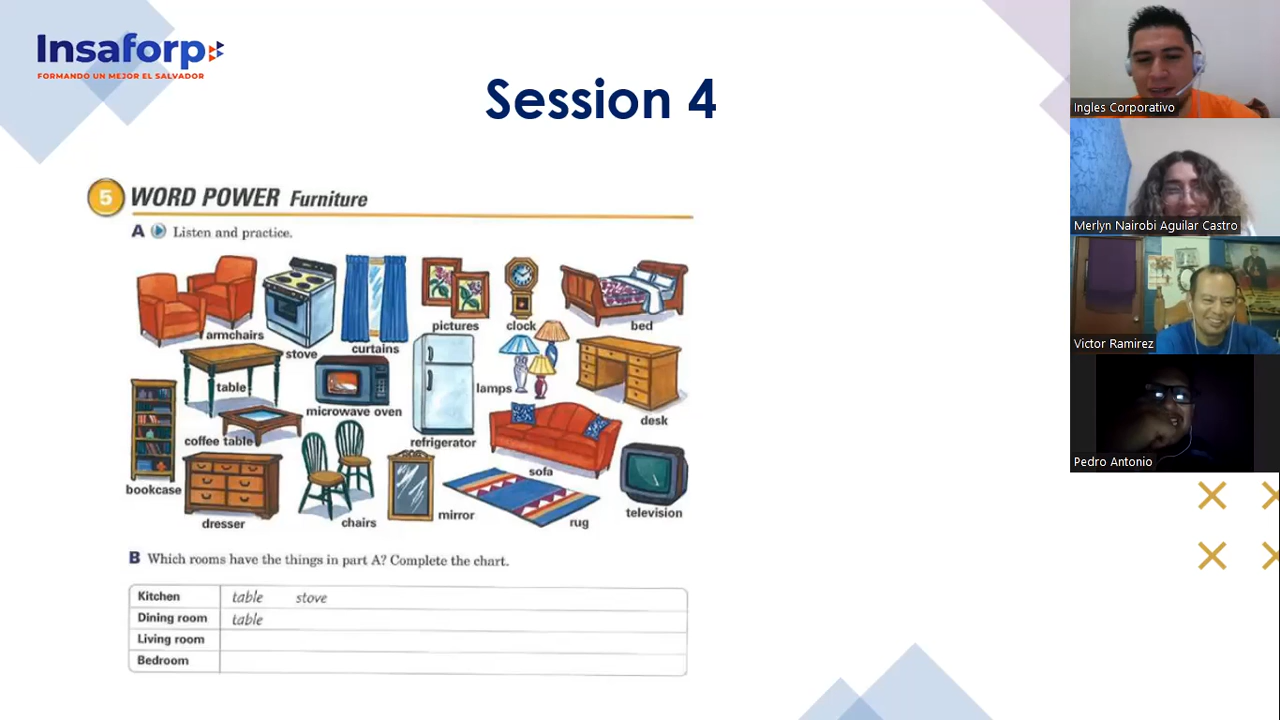 Insaforp
FORMANDO UN MEJOR EL SALVADOR
Session 4
5 WORD POWER Furniture
A Listen and practice.
armchairs
stove
curtains
pictures
clock
bed
table
microwave oven
lamps
desk
coffee table
refrigerator
sofa
bookcase
dresser
chairs
mirror
rug
television
B Which rooms have the things in part A? Complete the chart.
Kitchen table stove
Dining room table
Living room
Bedroom
Ingles Corporativo
Merlyn Nairobi Aguilar Castro
Victor Ramirez
Pedro Antonio